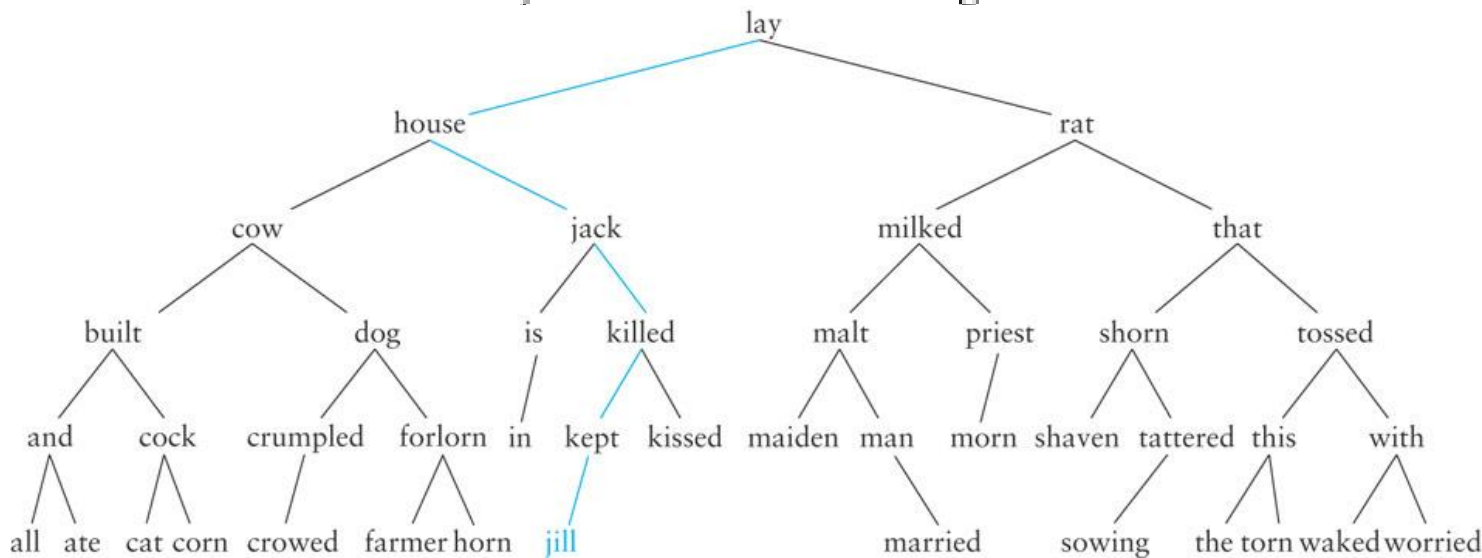 lay
house rat
cow jack milked that
built dog is killed malt priest shorn tossed
and cock crumpled forlorn in kept kissed maiden man morn shaven tattered this with
all ate cat corn crowed farmer horn jill married sowing the torn waked worried